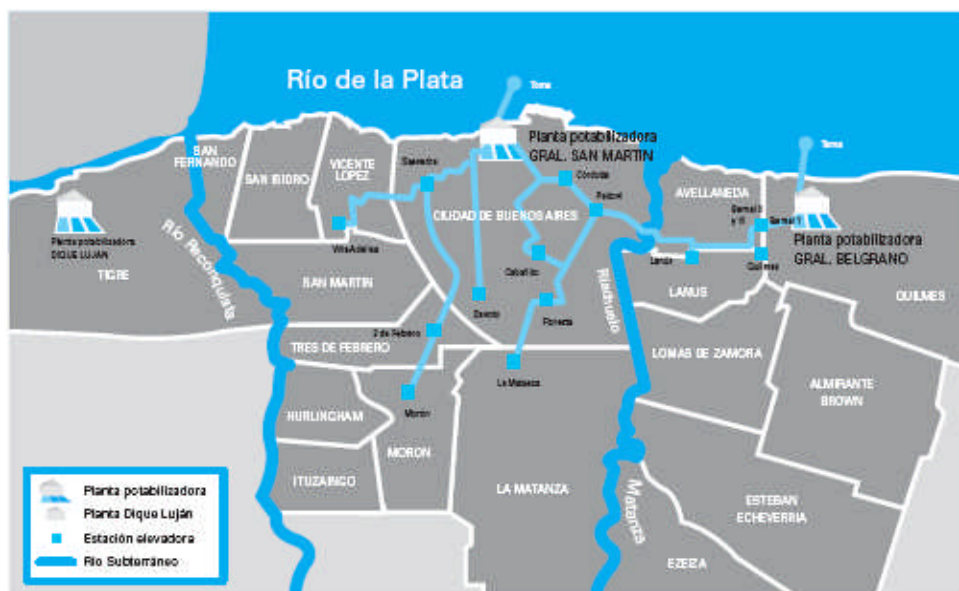 Río de la Plata
Toma
SAN
FERNANDO
SAN ISIDRO
VICENTE
LOPEZ
Saavedra
Planta potabilizadora
GRAL. SAN MARTIN
Córdoba
Toma
AVELLANEDA
CIUDAD DE BUENOS AIRES
Bernal II
y III
Bernal I
Planta potabilizadora
GRAL. BELGRANO
Planta potabilizadora
DIQUE LUJÁN
Villa Adelina
TIGRE
Río Reconquista
SAN MARTIN
Caballito
Riachuelo
Lanús
Quilmes
LANUS
QUILMES
Devoto
Floresta
3 de Febrero
TRES DE FEBRERO
LOMAS DE ZAMORA
La Matanza
ALMIRANTE
BROWN
HURLINGHAM
Morón
MORON
ITUZAINGO
LA MATANZA
Matanza
ESTEBAN
ECHEVERRIA
EZEIZA
Planta potabilizadora
Planta Dique Luján
Estación elevadora
Río Subterráneo